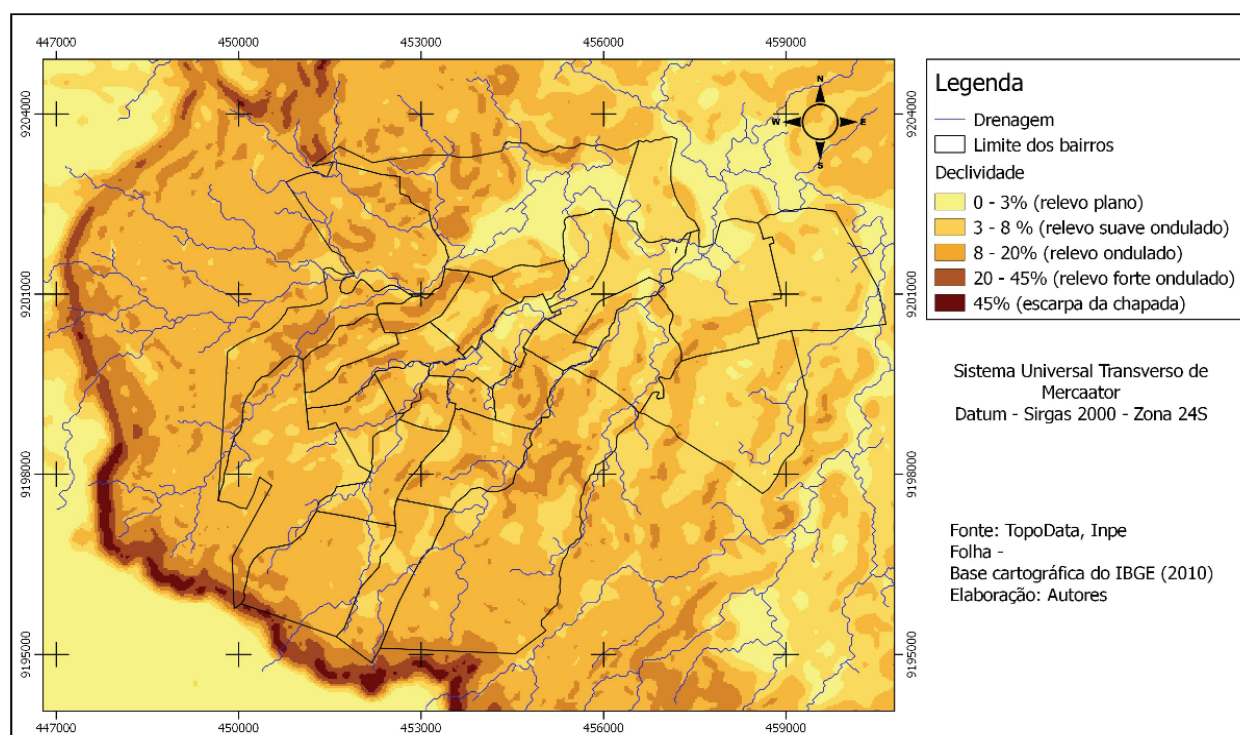 447000 450000 453000 456000 459000
9204000
9201000
9198000
9195000
N
W E
S
9204000
9201000
9198000
9195000
447000 450000 453000 456000 459000
Legenda
Drenagem
Limite dos bairros
Declividade
0 - 3% (relevo plano)
3 - 8 % (relevo suave ondulado)
8 - 20% (relevo ondulado)
20 - 45% (relevo forte ondulado)
45% (escarpa da chapada)
Sistema Universal Transverso de
Mercaator
Datum - Sirgas 2000 - Zona 24S
Fonte: TopoData, Inpe
Folha -
Base cartográfica do IBGE (2010)
Elaboração: Autores